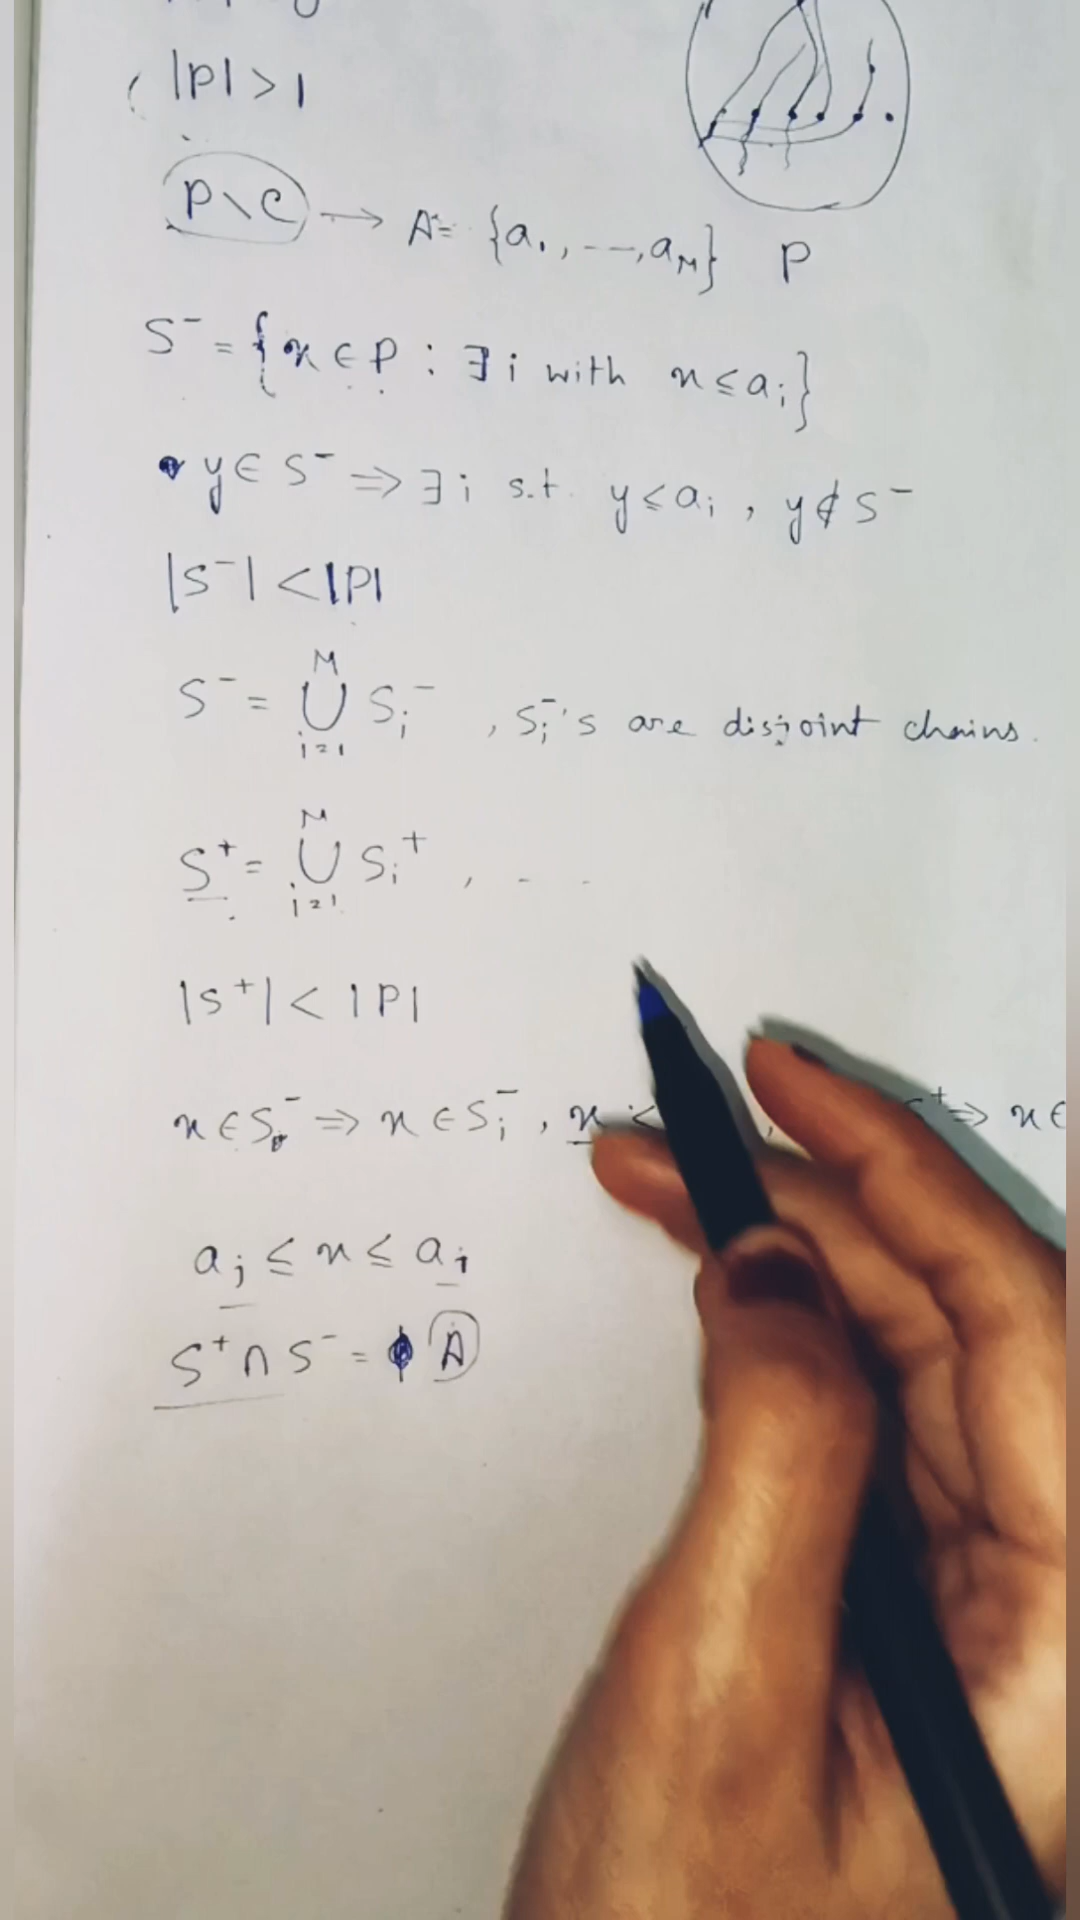 |P| > 1
P \ C → A = {a₁, ---, a_M} P
S⁻ = {x ∈ P : ∃ i with x ≤ aᵢ}
• y ∈ S⁻ ⇒ ∃ i s.t. y ≤ aᵢ , y ∉ S⁻
|S⁻| < |P|
S⁻ = ⋃_{i=1}^{M} Sᵢ⁻ , Sᵢ⁻'s are disjoint chains.
S⁺ = ⋃_{i=1}^{M} Sᵢ⁺ , - -
|S⁺| < |P|
x ∈ S⁻ ⇒ x ∈ Sᵢ⁻ , x < , S⁺ ⇒ x ∈
aⱼ ≤ x ≤ aᵢ
S⁺ ∩ S⁻ = A